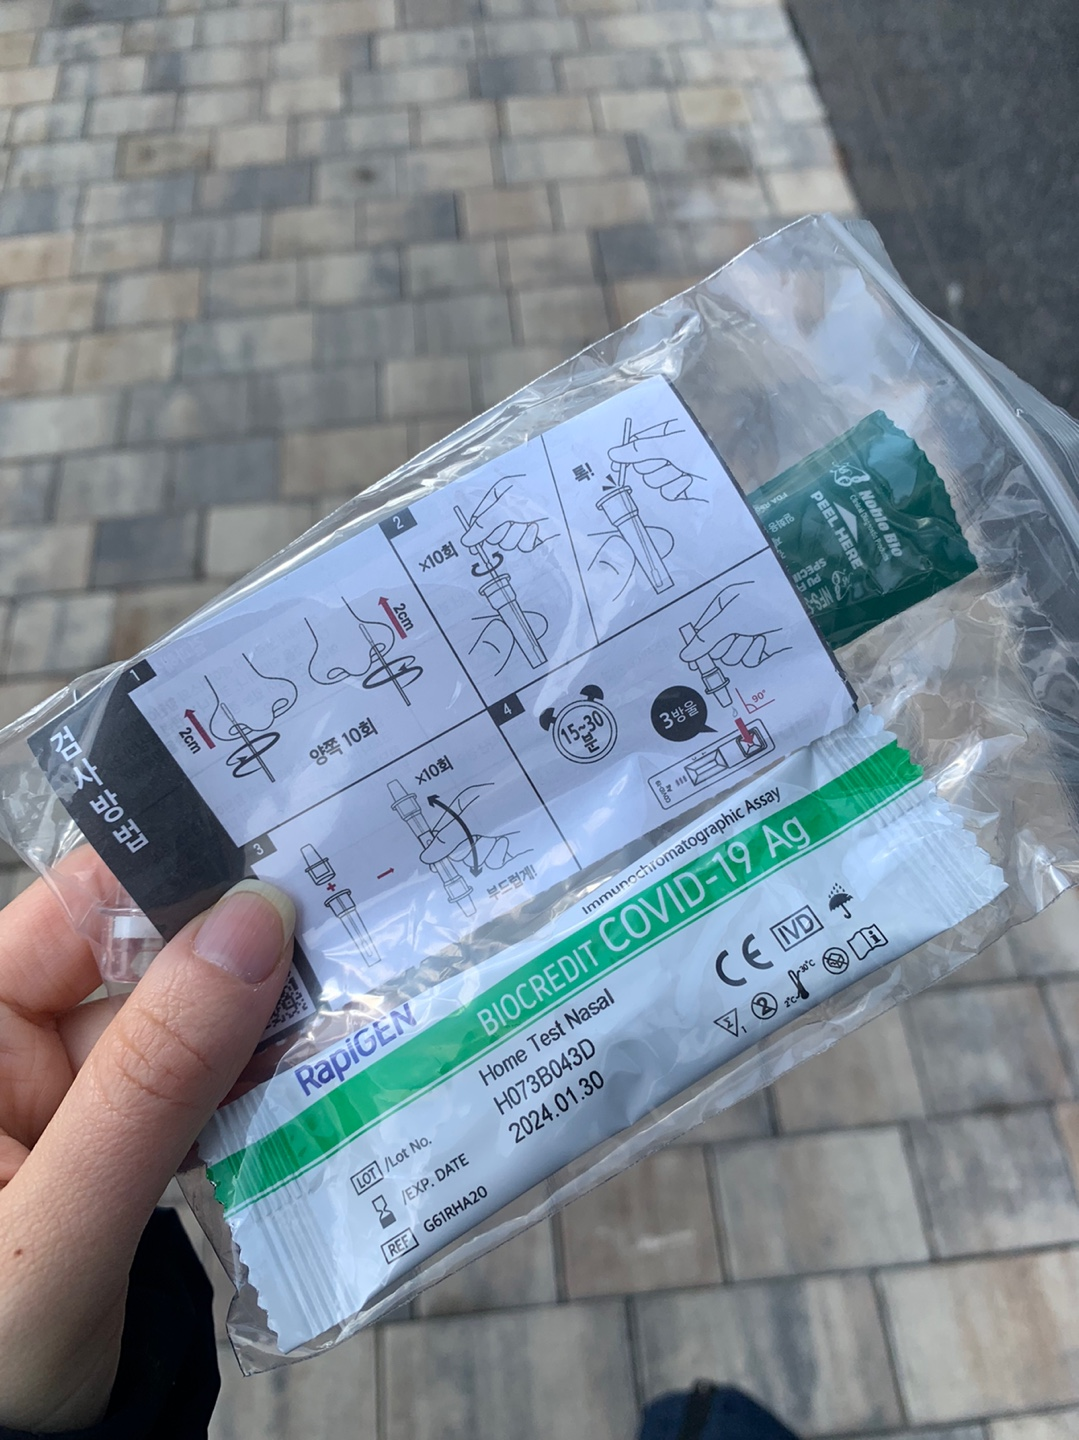 검사방법
1
2cm
2cm
양쪽 10회
2
x10회
톡!
3
x10회
부드럽게!
4
15~30
분
3방울
90°
Noble Bio
PEEL HERE
Immunochromatographic Assay
RapiGEN
BIOCREDIT COVID-19 Ag
Home Test Nasal
LOT /Lot No.
H073B043D
/EXP. DATE
2024.01.30
REF G61RHA20
CE IVD
2°C 30°C
1